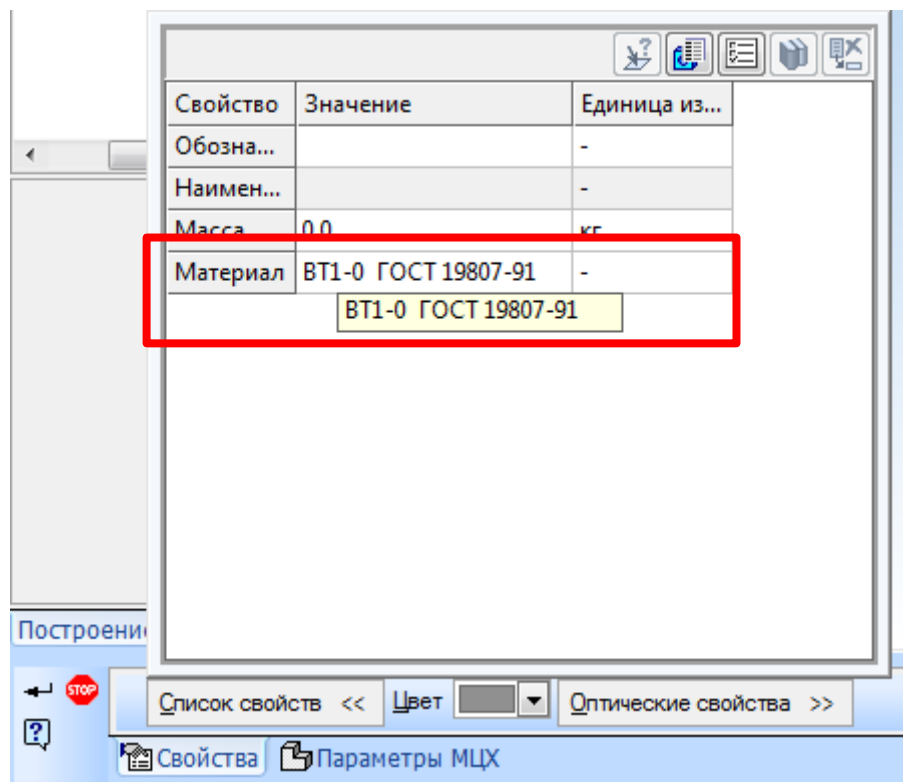 Свойство Значение Единица из...
Обозна... -
Наимен... -
Масса 0.0 кг
Материал ВТ1-0 ГОСТ 19807-91 -
ВТ1-0 ГОСТ 19807-91
Построени
STOP
Список свойств << Цвет Оптические свойства >>
Свойства Параметры МЦХ